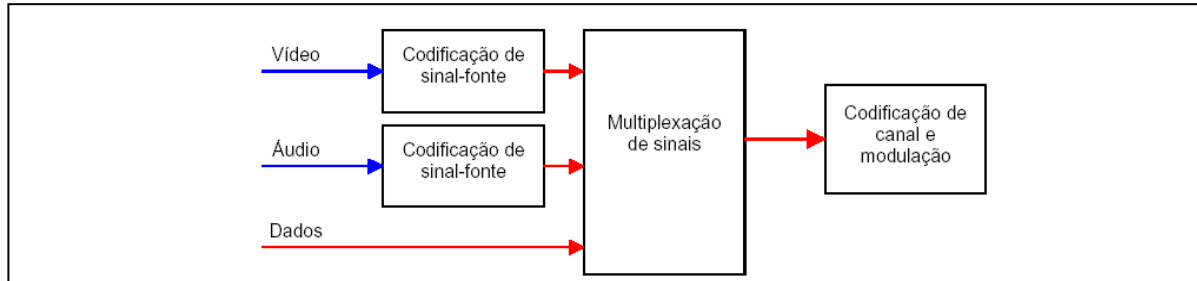 Vídeo
Codificação de
sinal-fonte
Áudio
Codificação de
sinal-fonte
Dados
Multiplexação
de sinais
Codificação de
canal e
modulação